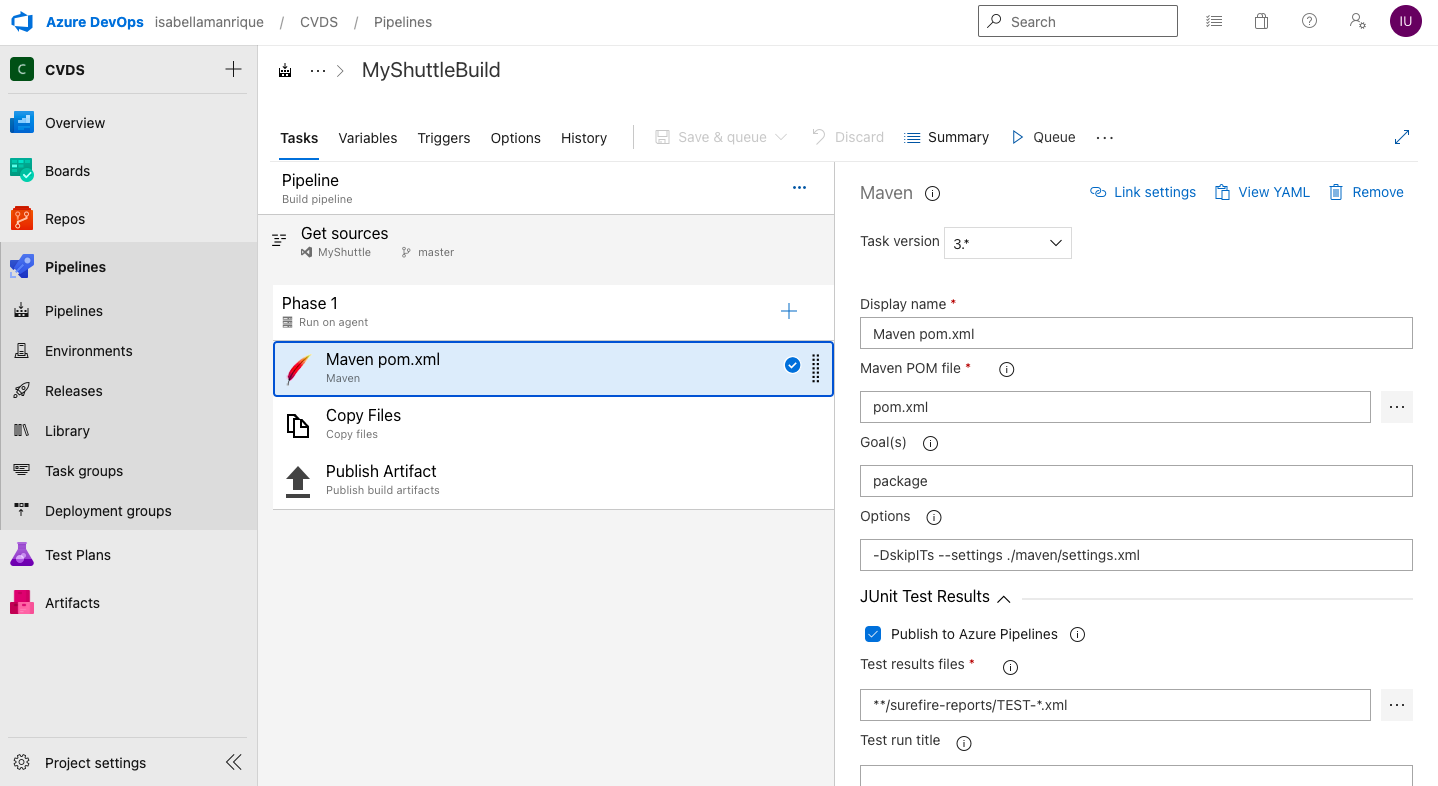 Azure DevOps isabellamanrique / CVDS / Pipelines Search IU
C CVDS
Overview
Boards
Repos
Pipelines
Pipelines
Environments
Releases
Library
Task groups
Deployment groups
Test Plans
Artifacts
Project settings
... > MyShuttleBuild
Tasks Variables Triggers Options History Save & queue Discard Summary Queue ...
Pipeline
Build pipeline
...
Get sources
MyShuttle master
Phase 1
Run on agent
Maven pom.xml
Maven
Copy Files
Copy files
Publish Artifact
Publish build artifacts
Maven Link settings View YAML Remove
Task version 3.*
Display name *
Maven pom.xml
Maven POM file *
pom.xml ...
Goal(s)
package
Options
-DskipITs --settings ./maven/settings.xml
JUnit Test Results
Publish to Azure Pipelines
Test results files *
**/surefire-reports/TEST-*.xml ...
Test run title